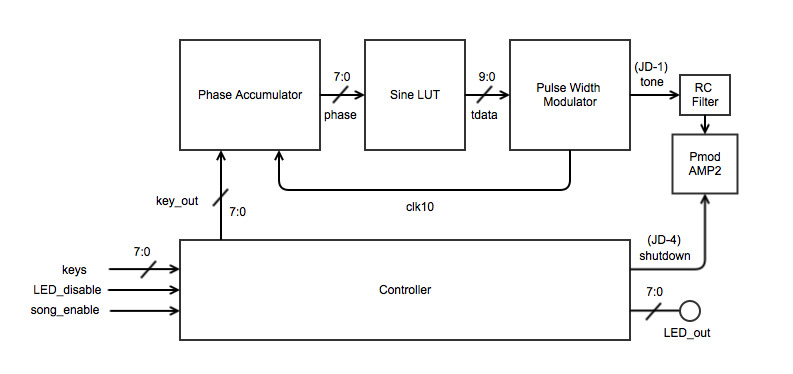 Phase Accumulator
7:0
phase
Sine LUT
9:0
tdata
Pulse Width
Modulator
(JD-1)
tone
RC
Filter
Pmod
AMP2
key_out
7:0
clk10
keys
7:0
LED_disable
song_enable
Controller
(JD-4)
shutdown
7:0
LED_out